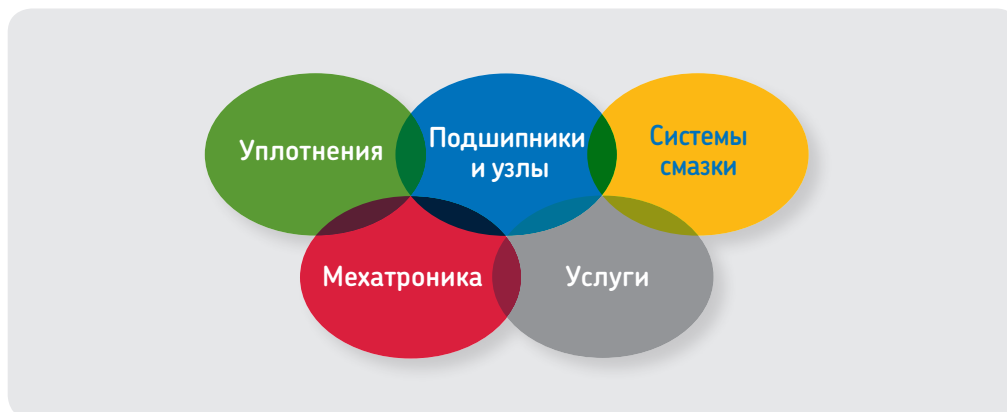 Уплотнения
Подшипники
и узлы
Системы
смазки
Мехатроника
Услуги